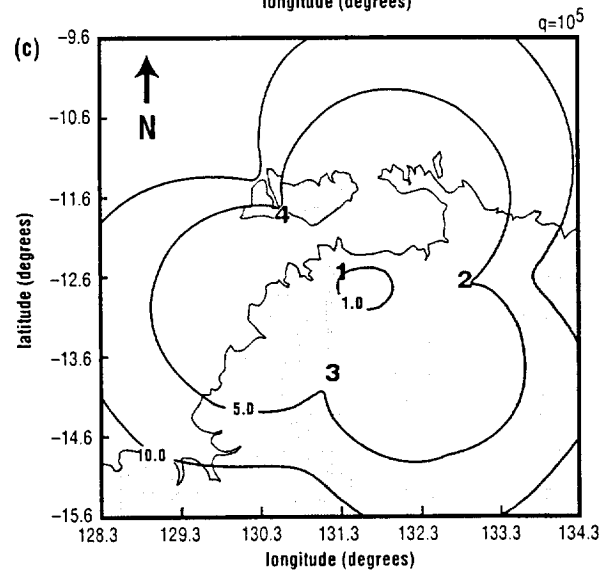 longitude (degrees)
q=10⁵
(c)
−9.6
−10.6
−11.6
−12.6
−13.6
−14.6
−15.6
latitude (degrees)
N
4
1
2
1.0
3
5.0
10.0
128.3 129.3 130.3 131.3 132.3 133.3 134.3
longitude (degrees)